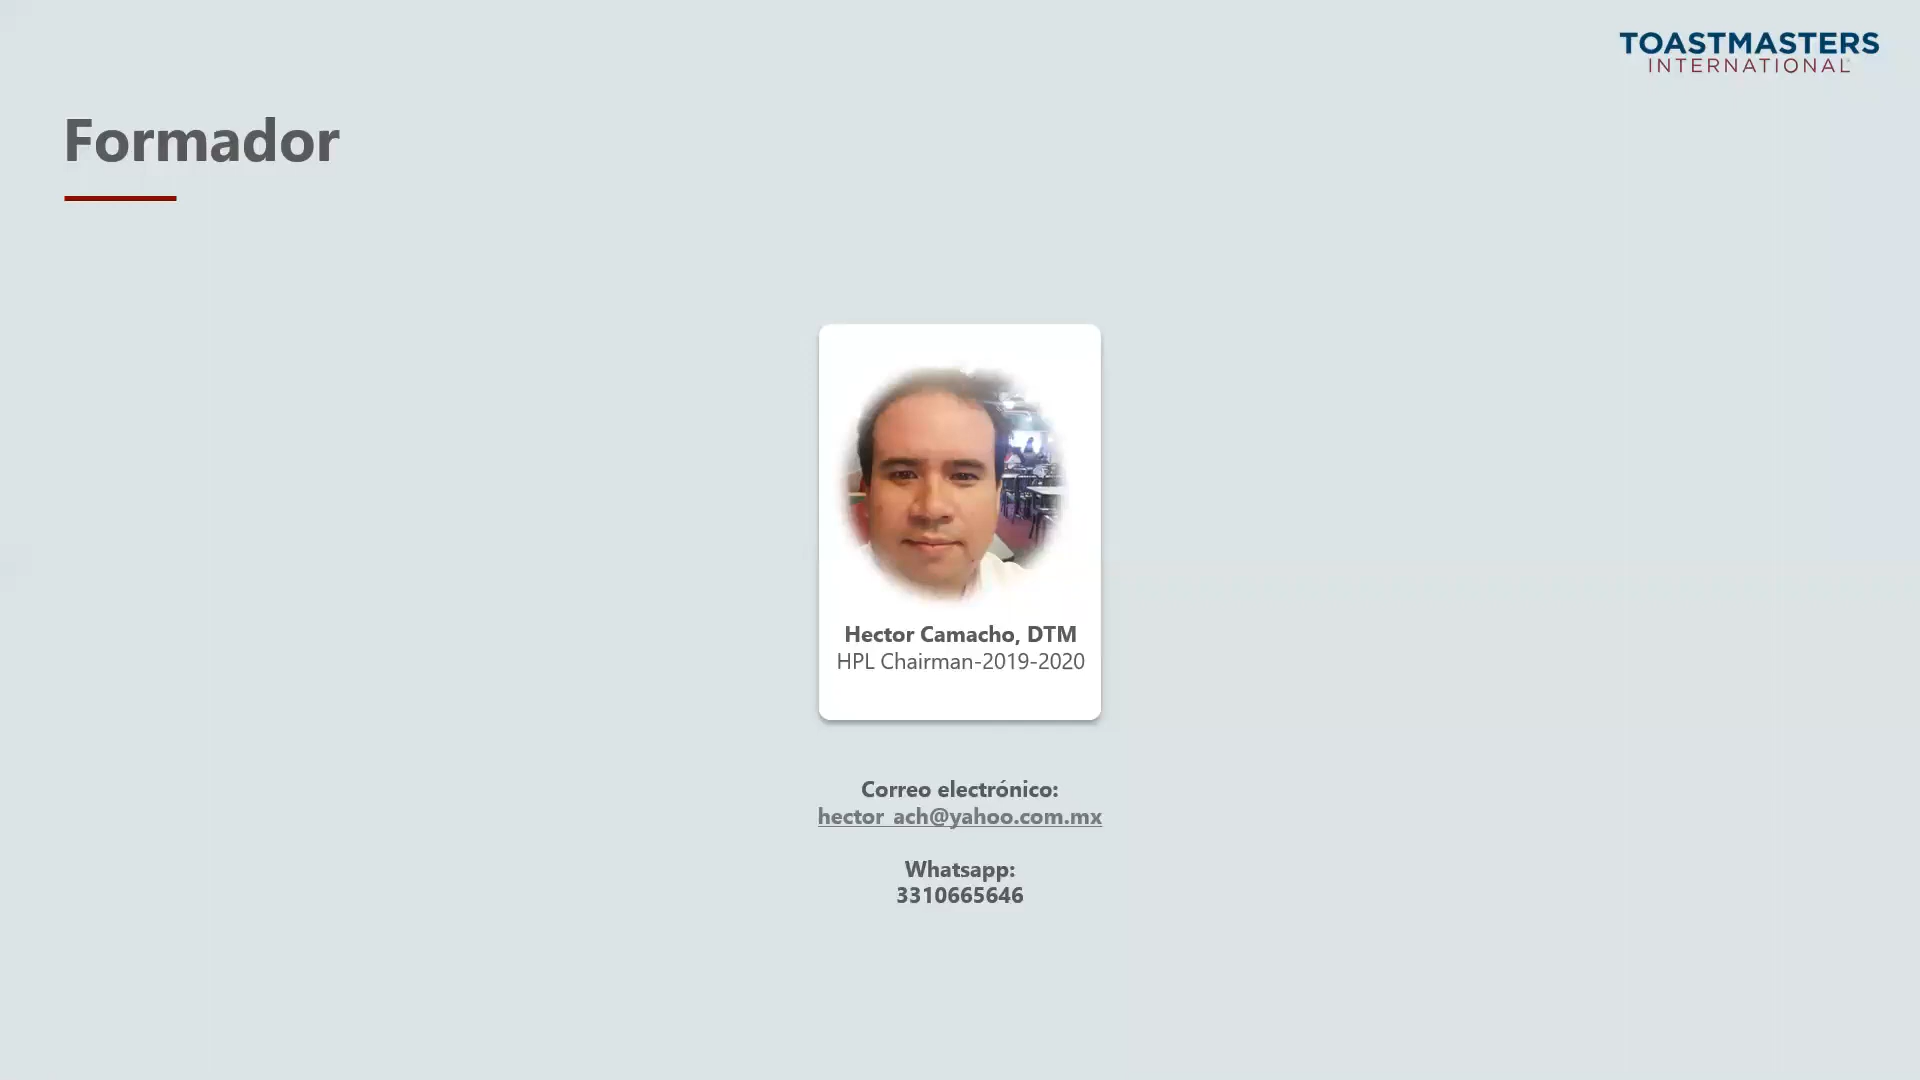 TOASTMASTERS
INTERNATIONAL
Formador
Hector Camacho, DTM
HPL Chairman-2019-2020
Correo electrónico:
hector_ach@yahoo.com.mx
Whatsapp:
3310665646